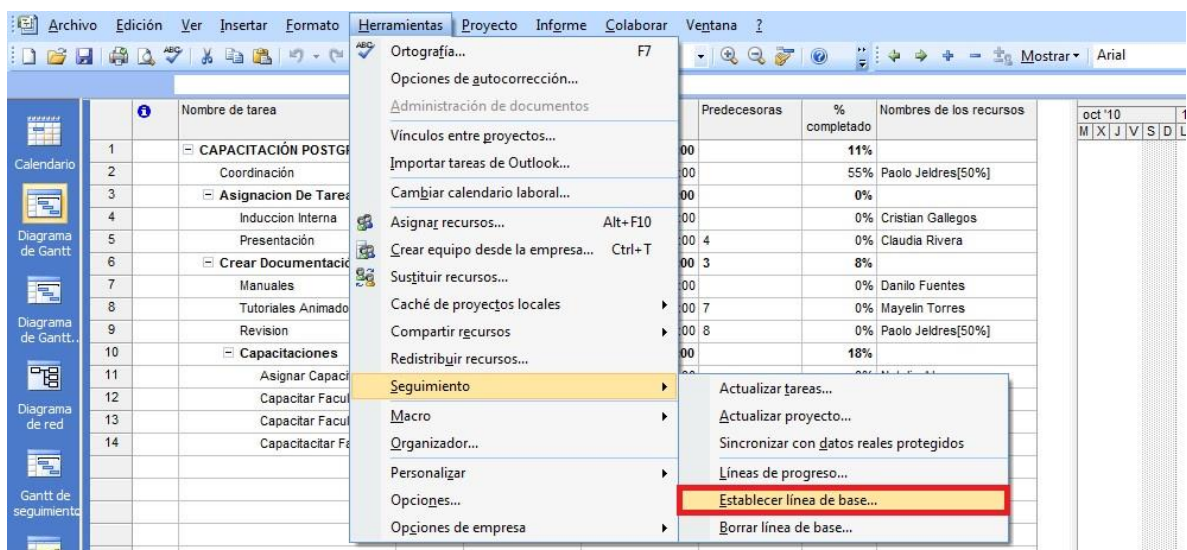 Archivo Edición Ver Insertar Formato Herramientas Proyecto Informe Colaborar Ventana ?
Mostrar Arial
Ortografía... F7
Opciones de autocorrección...
Administración de documentos
Vínculos entre proyectos...
Importar tareas de Outlook...
Cambiar calendario laboral...
Asignar recursos... Alt+F10
Crear equipo desde la empresa... Ctrl+T
Sustituir recursos...
Caché de proyectos locales
Compartir recursos
Redistribuir recursos...
Seguimiento
Macro
Organizador...
Personalizar
Opciones...
Opciones de empresa
Actualizar tareas...
Actualizar proyecto...
Sincronizar con datos reales protegidos
Líneas de progreso...
Establecer línea de base...
Borrar línea de base...
Calendario
Diagrama
de Gantt
Diagrama
de Gantt..
Diagrama
de red
Gantt de
seguimiento
Nombre de tarea Predecesoras % completado Nombres de los recursos
oct '10 1
M X J V S D L
1 CAPACITACIÓN POSTG 00 11%
2 Coordinación 00 55% Paolo Jeldres[50%]
3 Asignacion De Tarea 00 0%
4 Induccion Interna 00 0% Cristian Gallegos
5 Presentación 00 4 0% Claudia Rivera
6 Crear Documentació 00 3 8%
7 Manuales 00 0% Danilo Fuentes
8 Tutoriales Animado 00 7 0% Mayelin Torres
9 Revision 00 8 0% Paolo Jeldres[50%]
10 Capacitaciones 00 18%
11 Asignar Capaci
12 Capacitar Facul
13 Capacitar Facul
14 Capacitacitar Fa